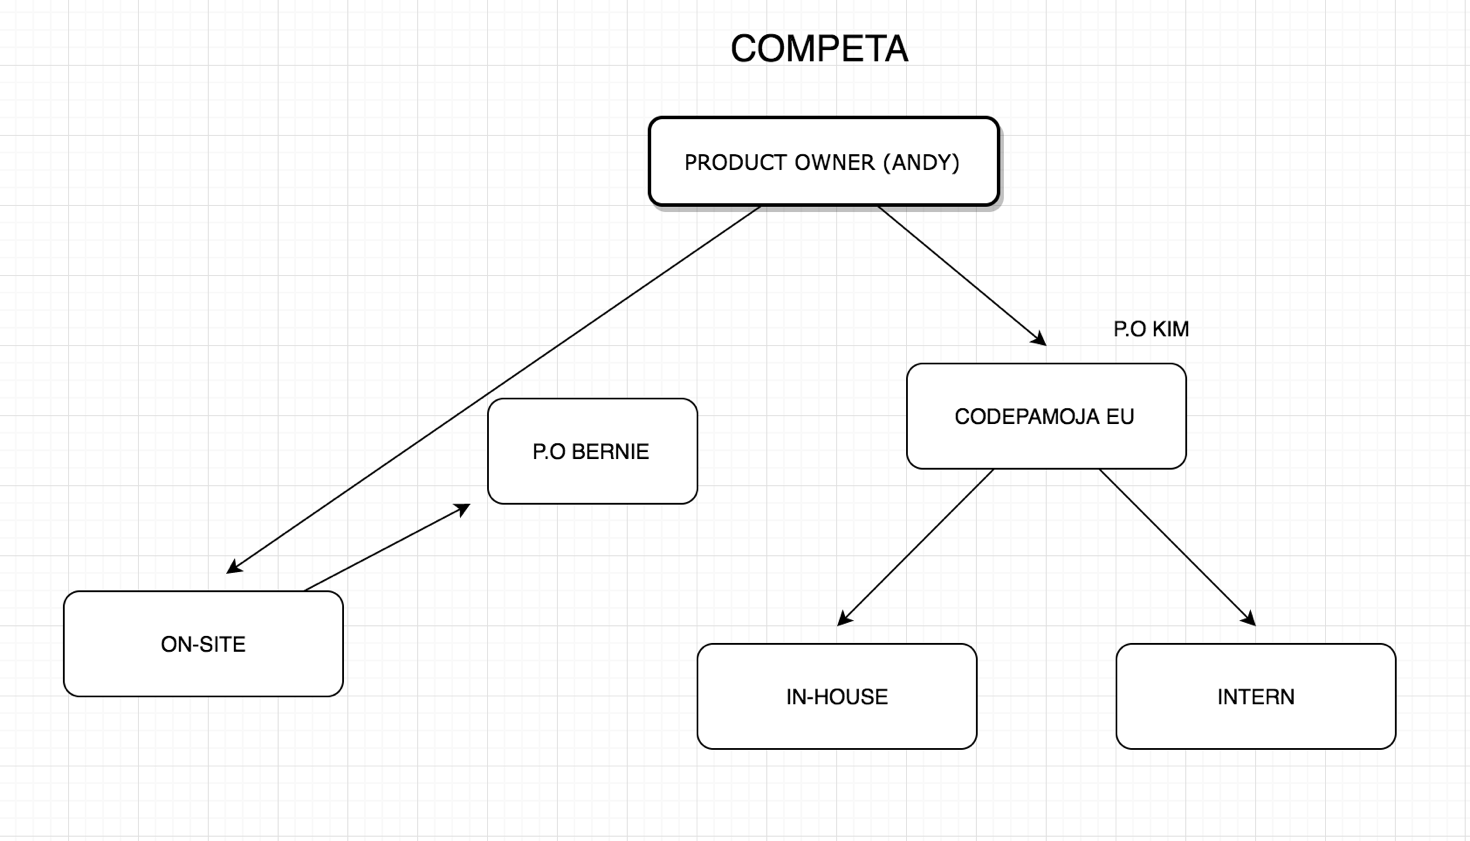 COMPETA
PRODUCT OWNER (ANDY)
P.O KIM
CODEPAMOJA EU
P.O BERNIE
ON-SITE
IN-HOUSE
INTERN